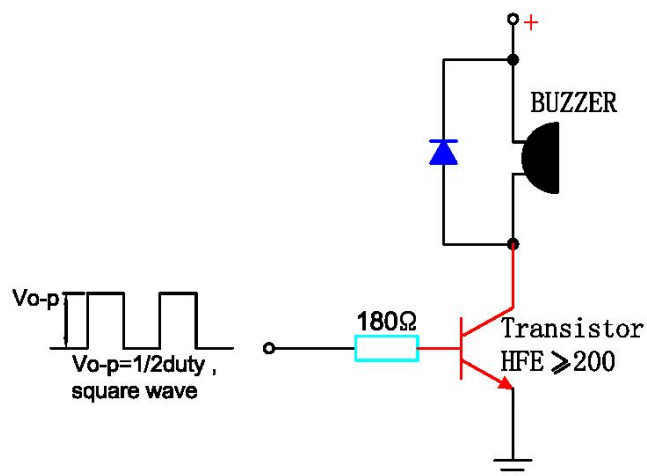 +
BUZZER
180Ω
Transistor
HFE ≥200
Vo-p
Vo-p=1/2duty ,
square wave